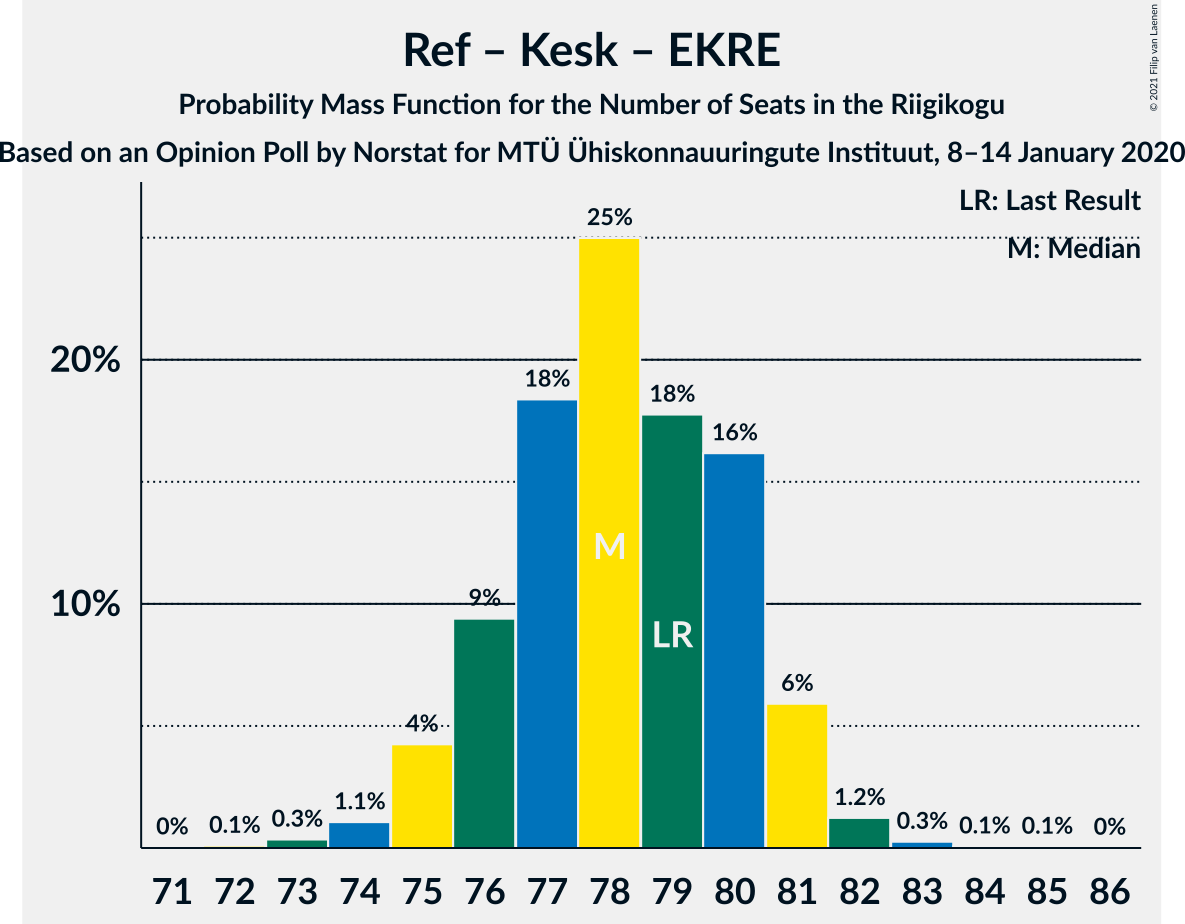 Ref – Kesk – EKRE
Probability Mass Function for the Number of Seats in the Riigikogu
Based on an Opinion Poll by Norstat for MTÜ Ühiskonnauuringute Instituut, 8–14 January 2020
© 2021 Filip van Laenen
LR: Last Result
M: Median
20%
10%
0%
0.1%
0.3%
1.1%
4%
9%
18%
25%
18%
16%
6%
1.2%
0.3%
0.1%
0.1%
0%
M
LR
71 72 73 74 75 76 77 78 79 80 81 82 83 84 85 86